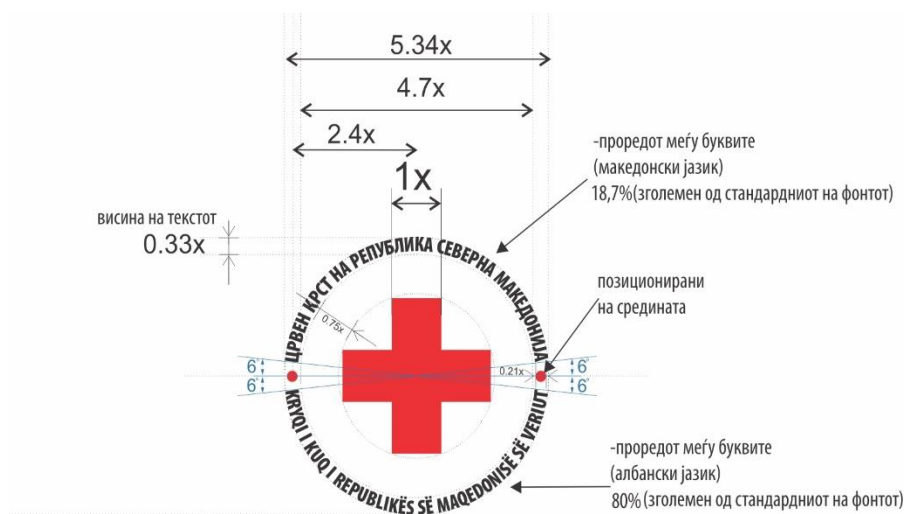 5.34x
4.7x
2.4x
1x
-проредот меѓу буквите
(македонски јазик)
18,7%(зголемен од стандардниот на фонтот)
висина на текстот
0.33x
ЦРВЕН КРСТ НА РЕПУБЛИКА СЕВЕРНА МАКЕДОНИЈА
позиционирани
на средината
0.75x
6°
6°
0.21x
6°
6°
KRYQI I KUQ I REPUBLIKËS SË MAQEDONISË SË VERIUT
-проредот меѓу буквите
(албански јазик)
80%(зголемен од стандардниот на фонтот)